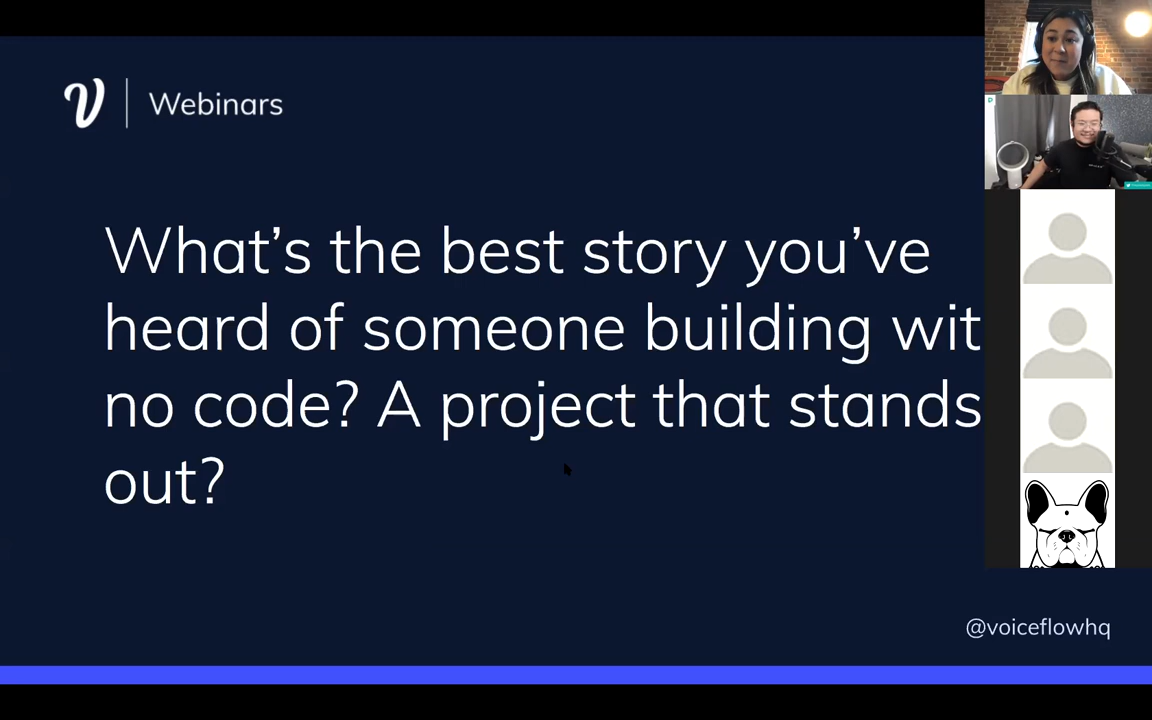 Webinars
What’s the best story you’ve
heard of someone building wit
no code? A project that stands
out?
@voiceflowhq